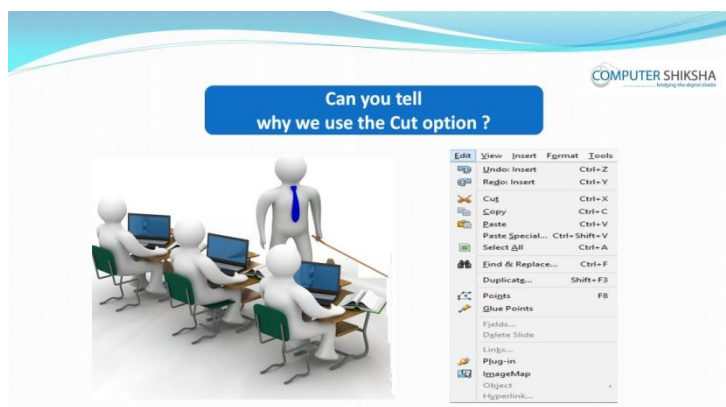 COMPUTER SHIKSHA
bridging the digital divide
Can you tell
why we use the Cut option ?
Edit View Insert Format Tools
Undo: Insert Ctrl+Z
Redo: Insert Ctrl+Y
Cut Ctrl+X
Copy Ctrl+C
Paste Ctrl+V
Paste Special... Ctrl+Shift+V
Select All Ctrl+A
Find & Replace... Ctrl+F
Duplicate... Shift+F3
Points F8
Glue Points
Fields...
Delete Slide
Links...
Plug-in
ImageMap
Object
Hyperlink...